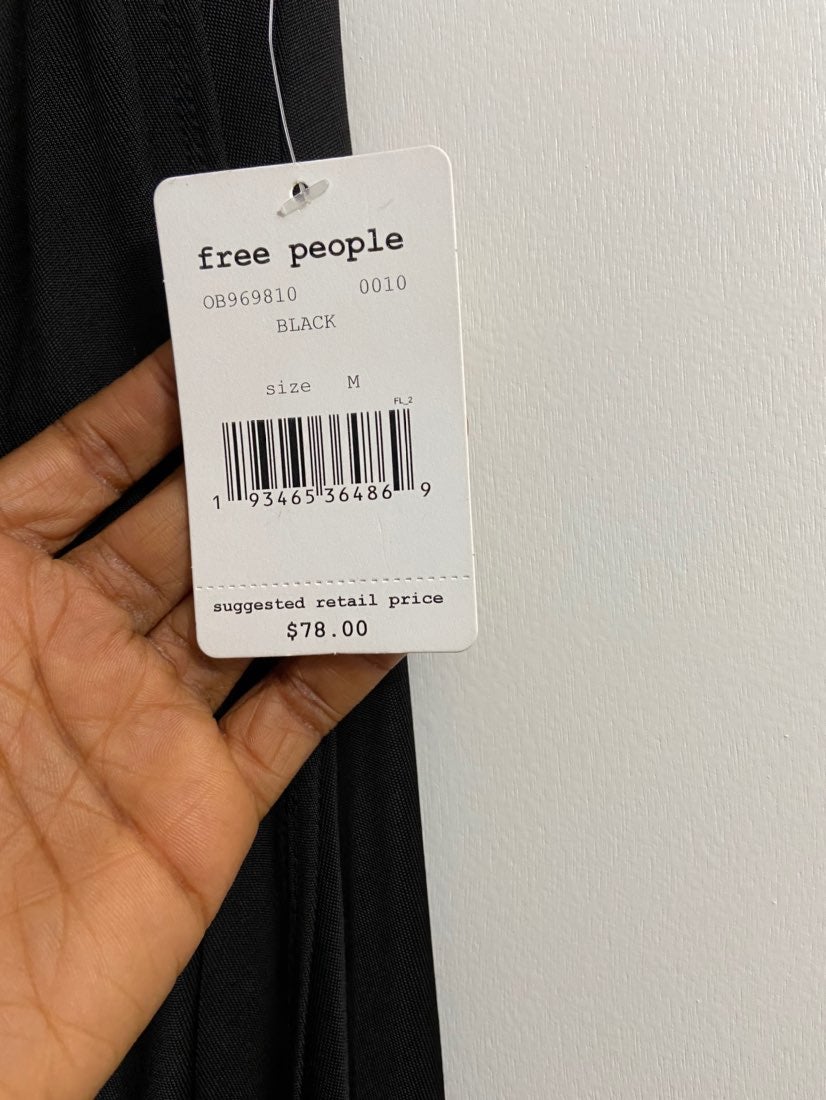 free people
OB969810 0010
BLACK
size M
FL_2
1 93465 36486 9
suggested retail price
$78.00